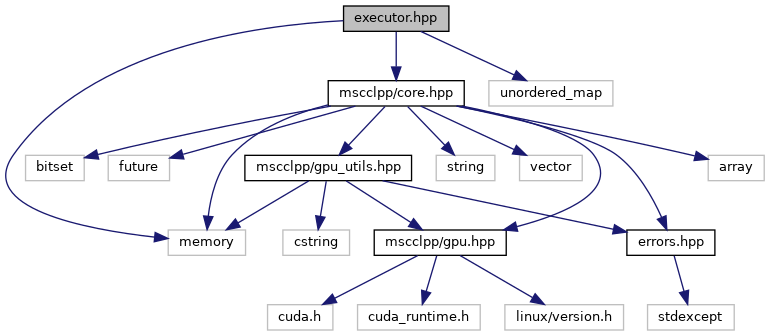 executor.hpp
mscclpp/core.hpp
unordered_map
bitset
future
mscclpp/gpu_utils.hpp
string
vector
array
memory
cstring
mscclpp/gpu.hpp
errors.hpp
cuda.h
cuda_runtime.h
linux/version.h
stdexcept